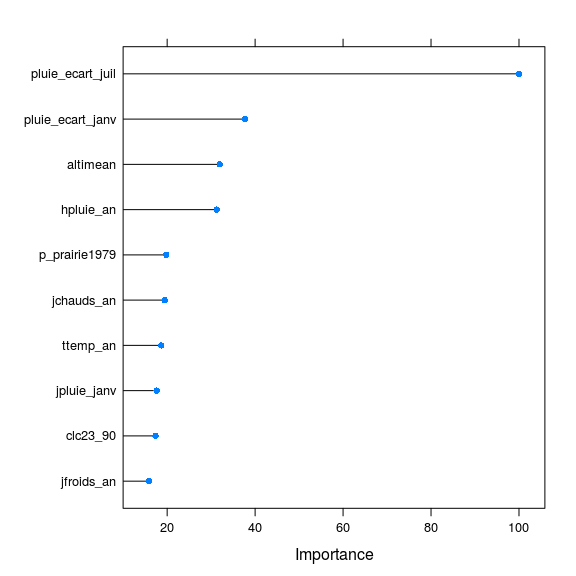 pluie_ecart_juil
pluie_ecart_janv
altimean
hpluie_an
p_prairie1979
jchauds_an
ttemp_an
jpluie_janv
clc23_90
jfroids_an
20 40 60 80 100
Importance